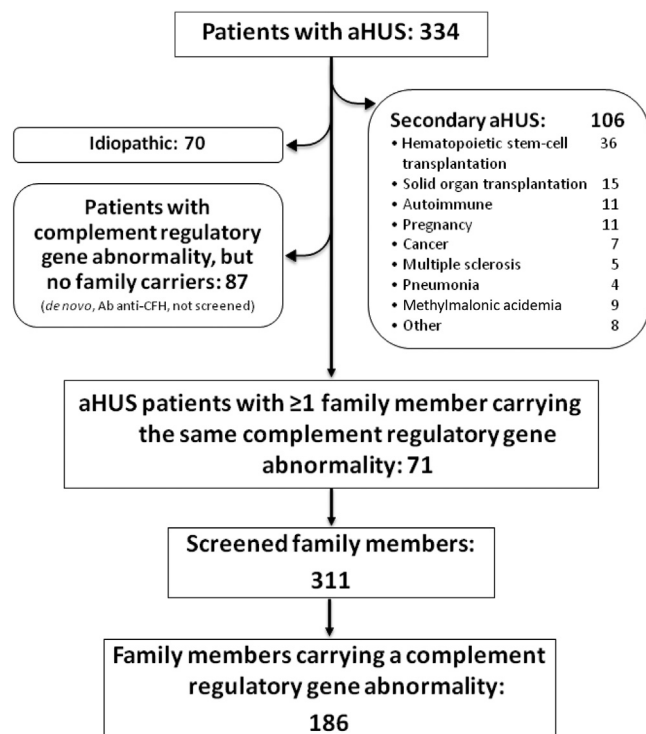 Patients with aHUS: 334
Idiopathic: 70
Secondary aHUS: 106
• Hematopoietic stem-cell 36
transplantation
• Solid organ transplantation 15
• Autoimmune 11
• Pregnancy 11
• Cancer 7
• Multiple sclerosis 5
• Pneumonia 4
• Methylmalonic acidemia 9
• Other 8
Patients with
complement regulatory
gene abnormality, but
no family carriers: 87
(de novo, Ab anti-CFH, not screened)
aHUS patients with ≥1 family member carrying
the same complement regulatory gene
abnormality: 71
Screened family members:
311
Family members carrying a complement
regulatory gene abnormality:
186